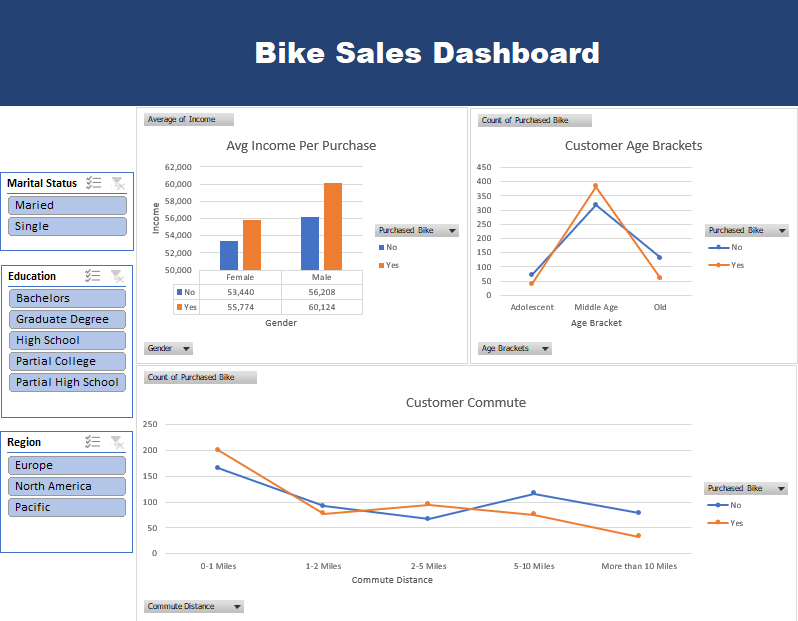 Bike Sales Dashboard
Marital Status
Maried
Single
Education
Bachelors
Graduate Degree
High School
Partial College
Partial High School
Region
Europe
North America
Pacific
Average of Income
Avg Income Per Purchase
62,000
60,000
58,000
56,000
54,000
52,000
50,000
Income
Female Male
No 53,440 56,208
Yes 55,774 60,124
Gender
Purchased Bike
No
Yes
Gender
Count of Purchased Bike
Customer Age Brackets
450
400
350
300
250
200
150
100
50
0
Adolescent Middle Age Old
Age Bracket
Purchased Bike
No
Yes
Age Brackets
Count of Purchased Bike
Customer Commute
250
200
150
100
50
0
0-1 Miles 1-2 Miles 2-5 Miles 5-10 Miles More than 10 Miles
Commute Distance
Purchased Bike
No
Yes
Commute Distance